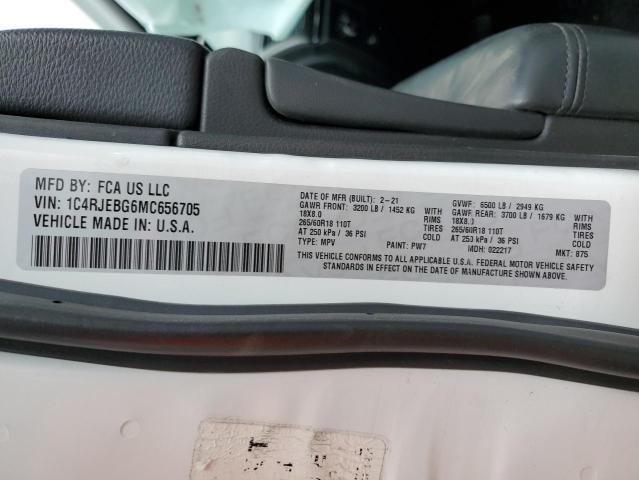 MFD BY: FCA US LLC
VIN: 1C4RJEBG6MC656705
VEHICLE MADE IN: U.S.A.
DATE OF MFR (BUILT): 2-21
GAWR FRONT: 3200 LB / 1452 KG WITH
18X8.0 RIMS
265/60R18 110T TIRES
AT 250 kPa / 36 PSI COLD
TYPE: MPV PAINT: PW7
GVWF: 6500 LB / 2949 KG
GAWR REAR: 3700 LB / 1679 KG WITH
18X8.0 RIMS
265/60R18 110T TIRES
AT 250 kPa / 36 PSI COLD
MDH: 022217 MKT: 875
THIS VEHICLE CONFORMS TO ALL APPLICABLE U.S.A. FEDERAL MOTOR VEHICLE SAFETY
STANDARDS IN EFFECT ON THE DATE OF MANUFACTURE SHOWN ABOVE.